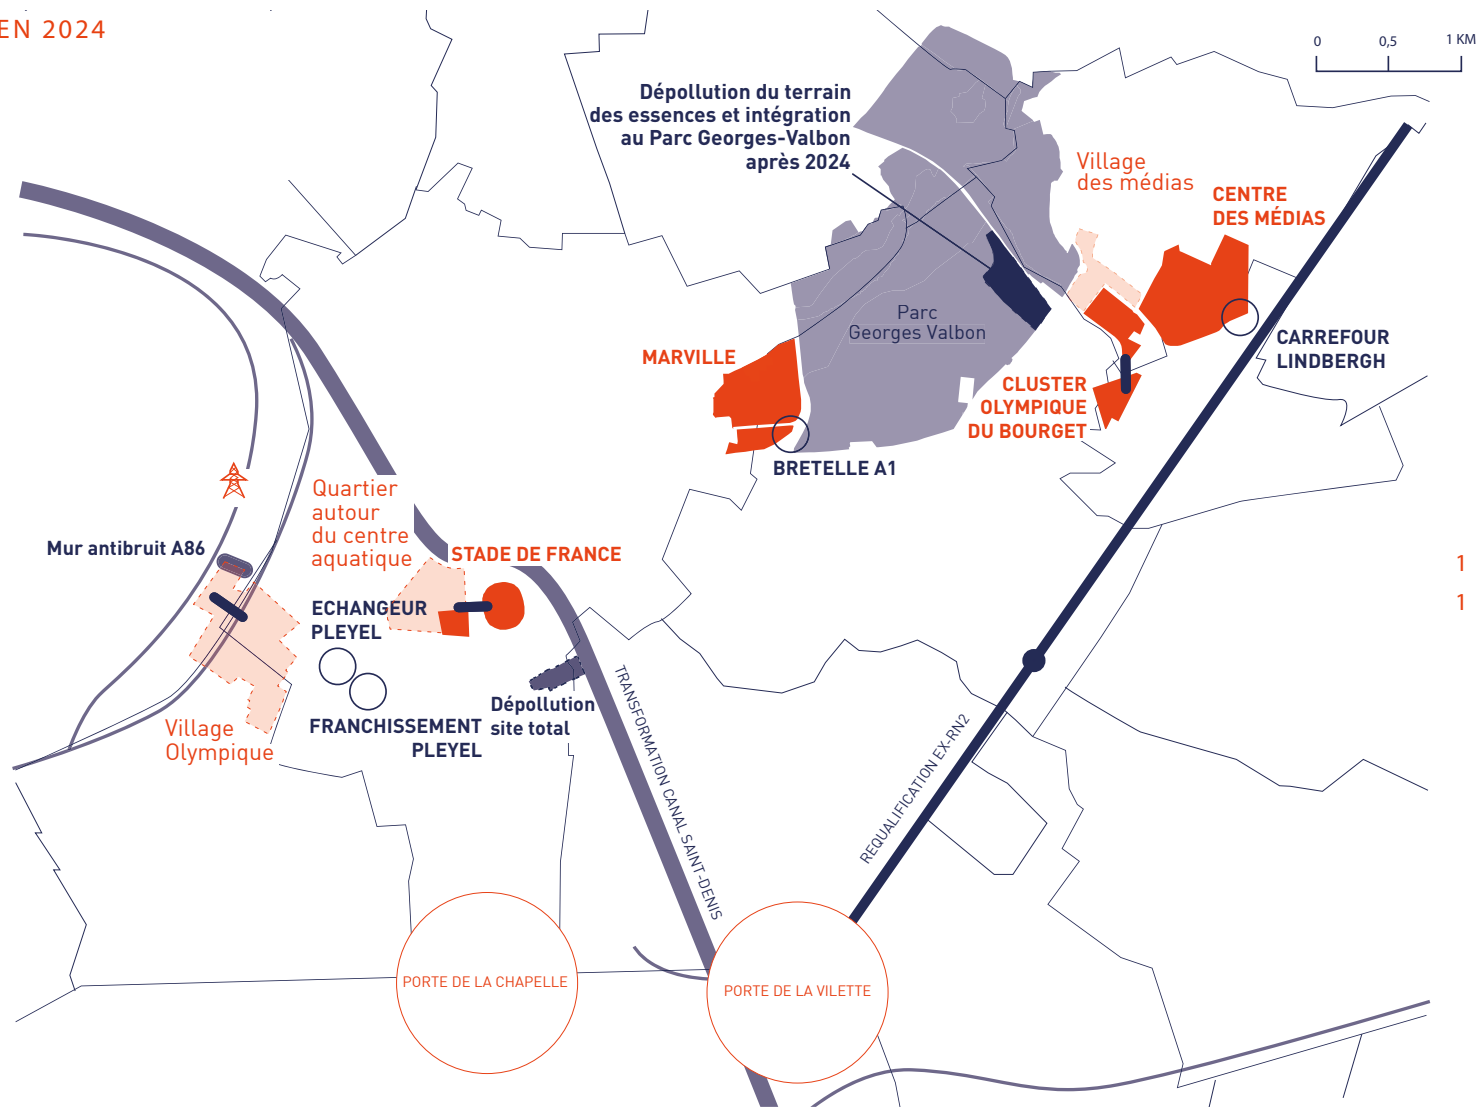 EN 2024
0 0,5 1 KM
Dépollution du terrain
des essences et intégration
au Parc Georges-Valbon
après 2024
Village
des médias
CENTRE
DES MÉDIAS
Parc
Georges Valbon
CARREFOUR
LINDBERGH
MARVILLE
CLUSTER
OLYMPIQUE
DU BOURGET
BRETELLE A1
Quartier
autour
du centre
aquatique
Mur antibruit A86
STADE DE FRANCE
1
1
ECHANGEUR
PLEYEL
Dépollution
site total
FRANCHISSEMENT
PLEYEL
Village
Olympique
TRANSFORMATION CANAL SAINT-DENIS
REQUALIFICATION EX-RN2
PORTE DE LA CHAPELLE
PORTE DE LA VILETTE